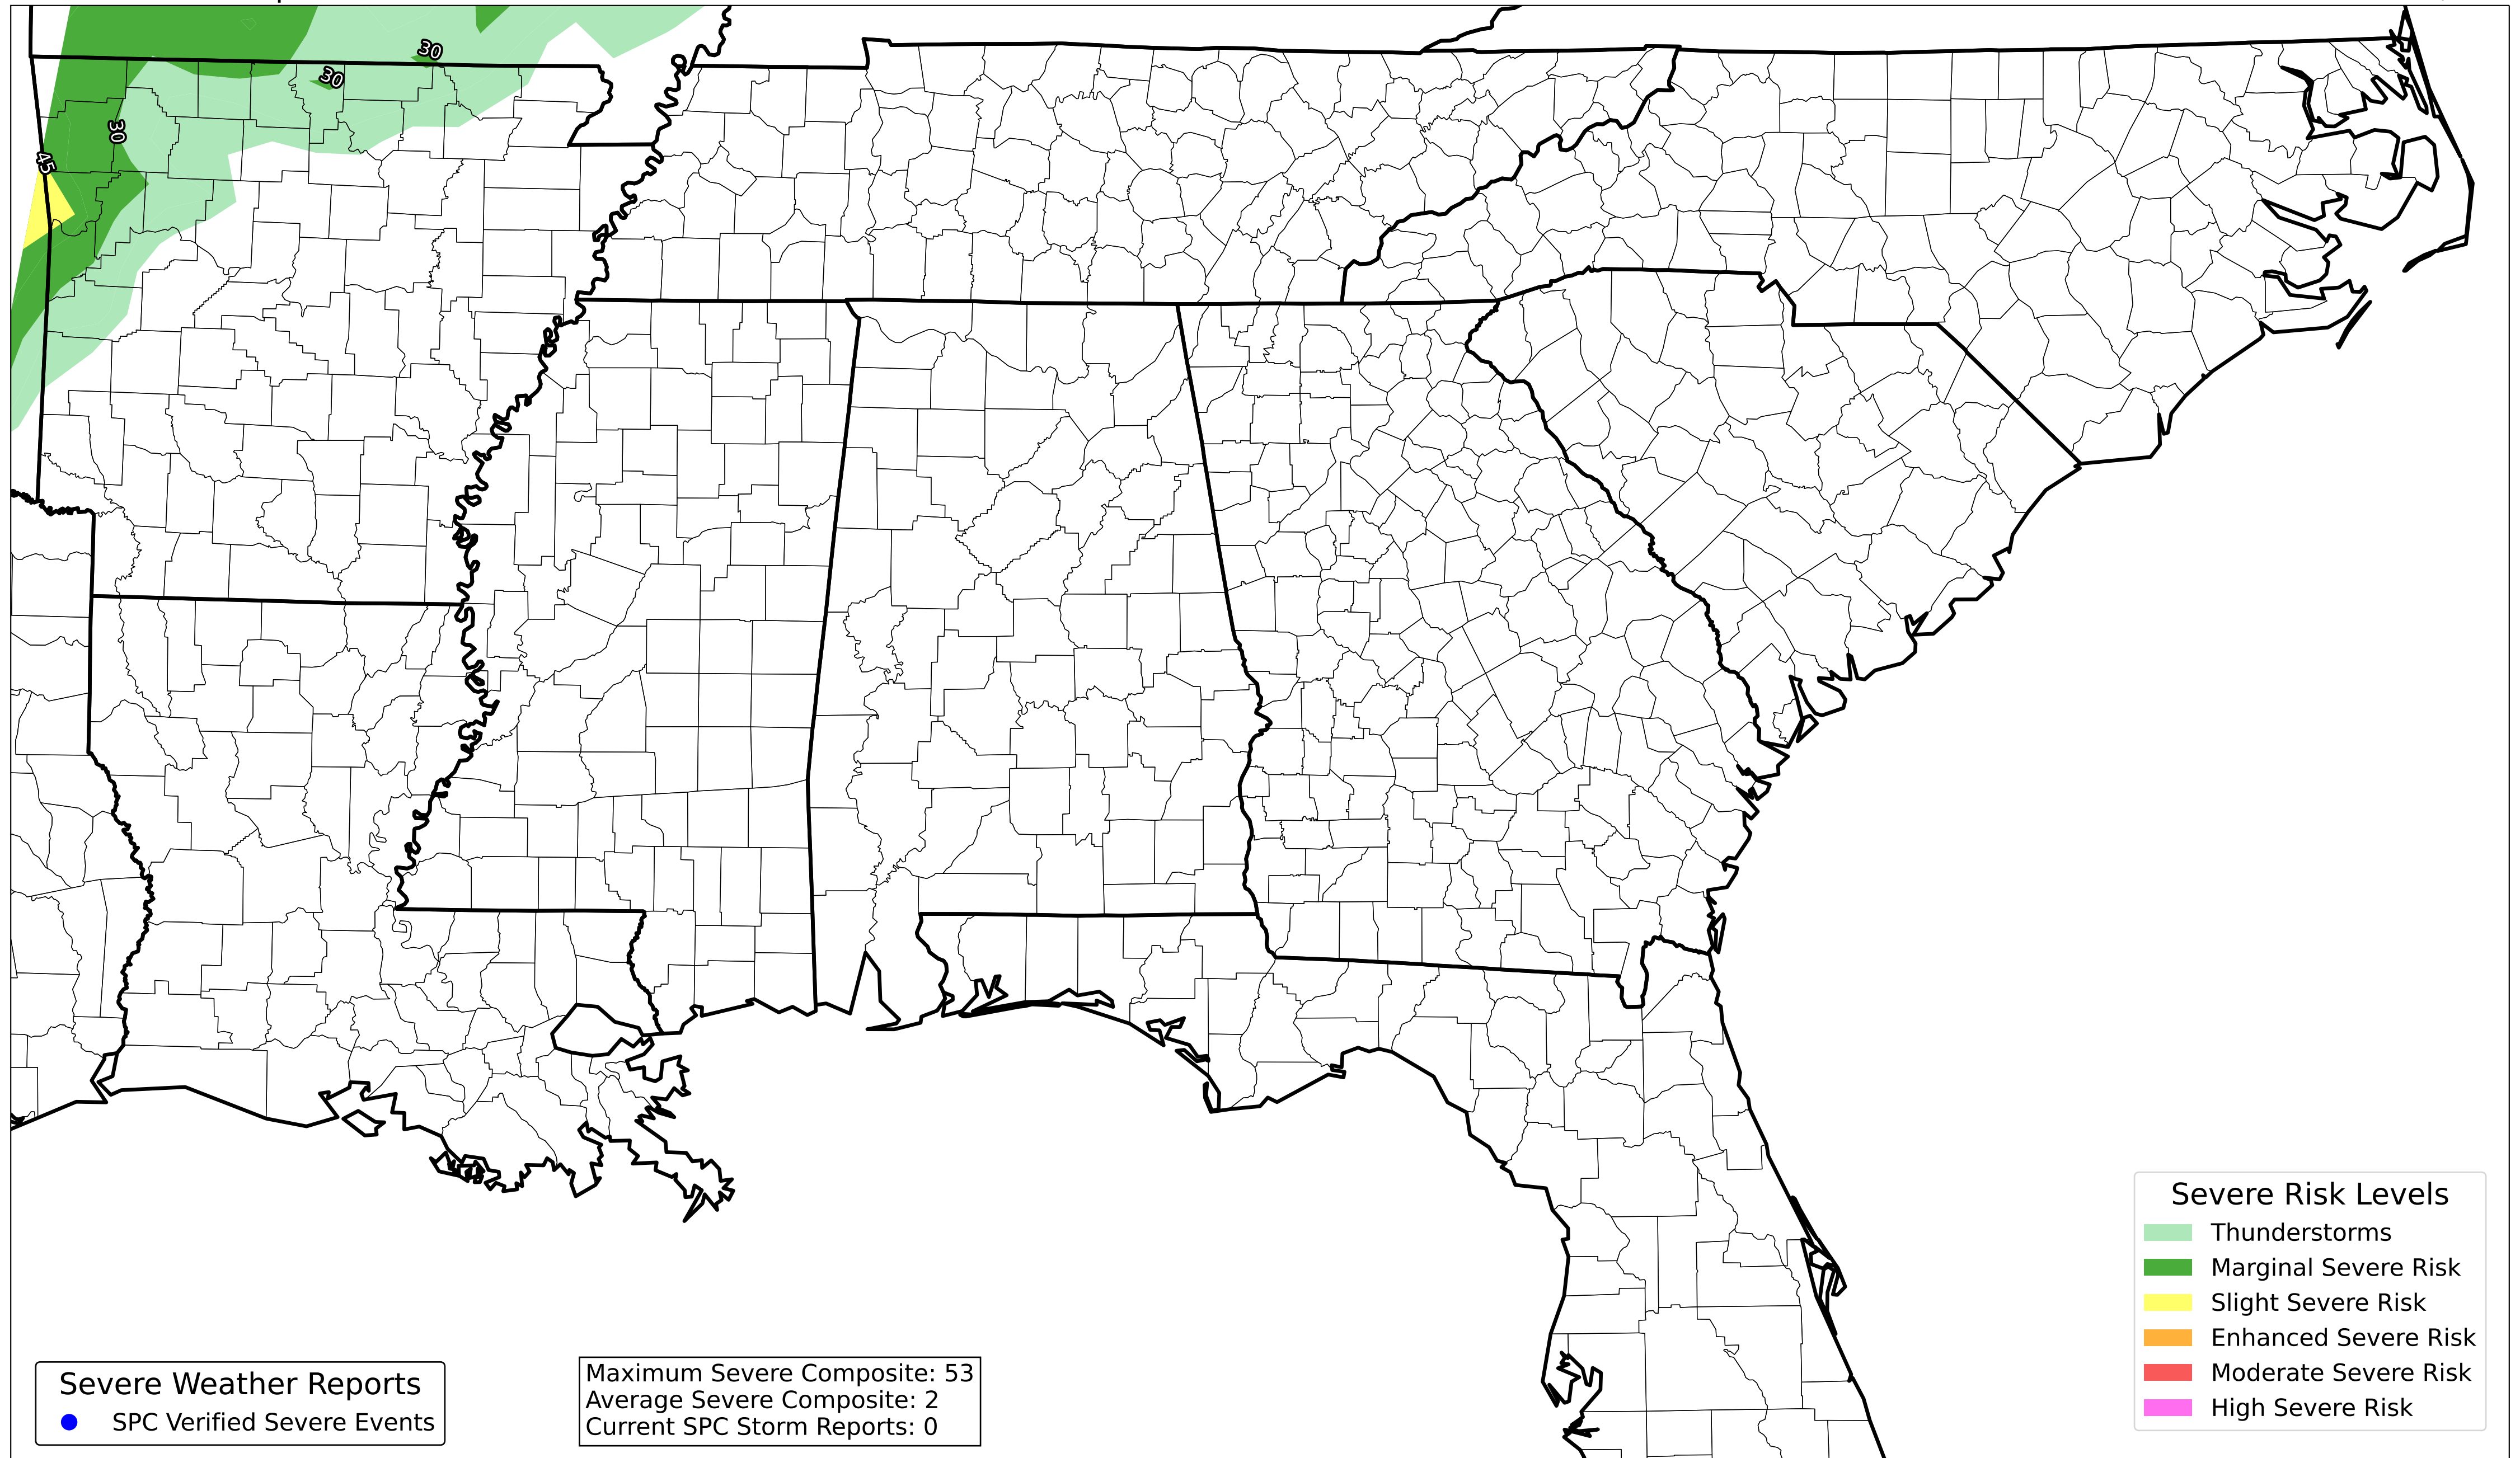 30
30
30
45
Severe Risk Levels
Thunderstorms
Marginal Severe Risk
Slight Severe Risk
Enhanced Severe Risk
Moderate Severe Risk
High Severe Risk
Severe Weather Reports
SPC Verified Severe Events
Maximum Severe Composite: 53
Average Severe Composite: 2
Current SPC Storm Reports: 0